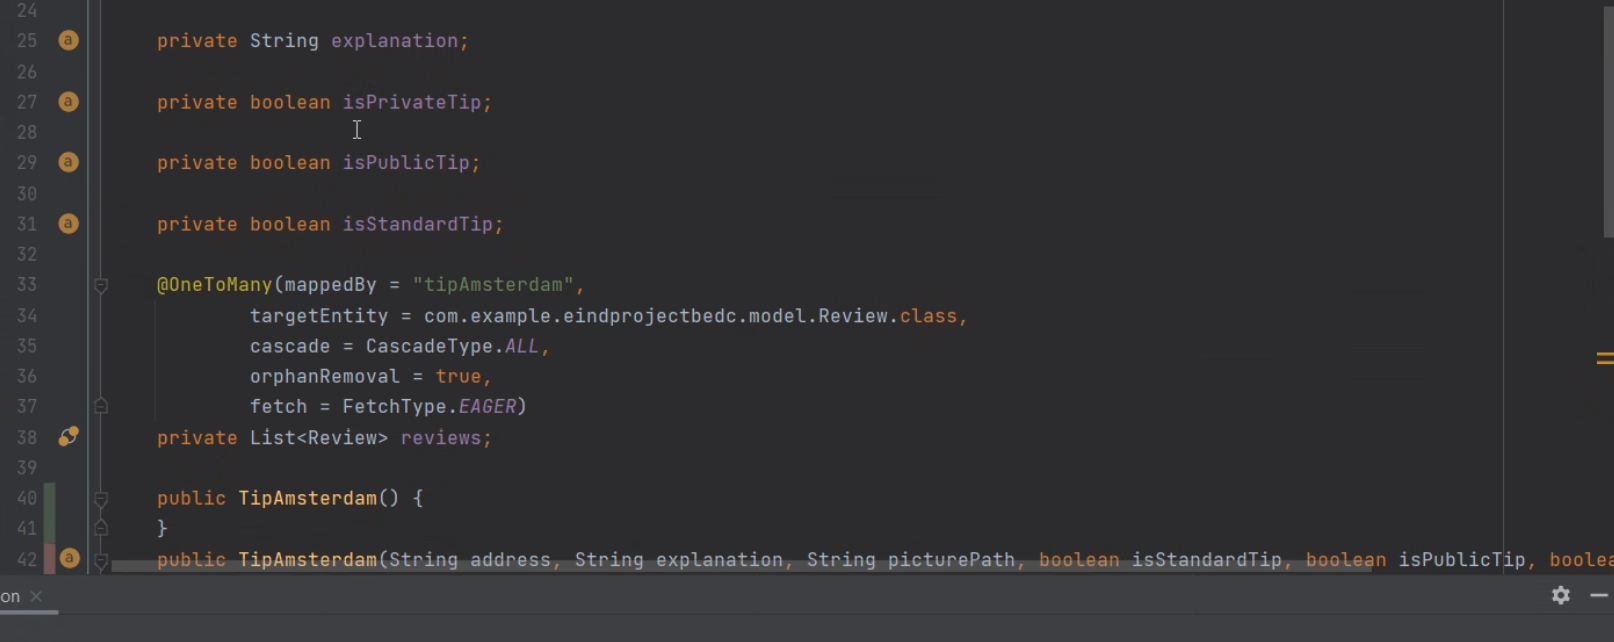 24
25 a private String explanation;
26
27 a private boolean isPrivateTip;
28
29 a private boolean isPublicTip;
30
31 a private boolean isStandardTip;
32
33 @OneToMany(mappedBy = "tipAmsterdam",
34 targetEntity = com.example.eindprojectbedc.model.Review.class,
35 cascade = CascadeType.ALL,
36 orphanRemoval = true,
37 fetch = FetchType.EAGER)
38 private List<Review> reviews;
39
40 public TipAmsterdam() {
41 }
42 a public TipAmsterdam(String address, String explanation, String picturePath, boolean isStandardTip, boolean isPublicTip, boolea
on ×